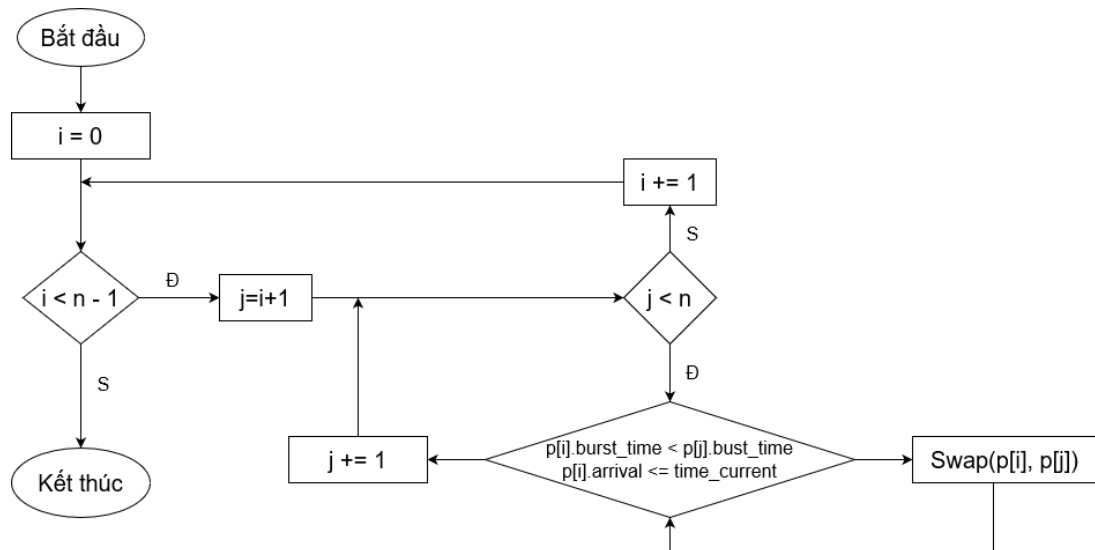 Bắt đầu
i = 0
i += 1
i < n - 1
Đ
j=i+1
S
j < n
S
Đ
Kết thúc
j += 1
p[i].burst_time < p[j].bust_time
p[i].arrival <= time_current
Swap(p[i], p[j])